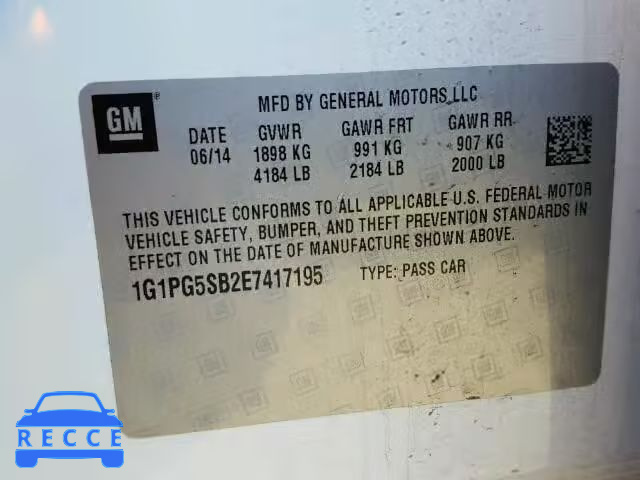 GM ®
MFD BY GENERAL MOTORS LLC
DATE GVWR GAWR FRT GAWR RR
06/14 1898 KG 991 KG 907 KG
4184 LB 2184 LB 2000 LB
THIS VEHICLE CONFORMS TO ALL APPLICABLE U.S. FEDERAL MOTOR
VEHICLE SAFETY, BUMPER, AND THEFT PREVENTION STANDARDS IN
EFFECT ON THE DATE OF MANUFACTURE SHOWN ABOVE.
1G1PG5SB2E7417195 TYPE: PASS CAR
RECCE